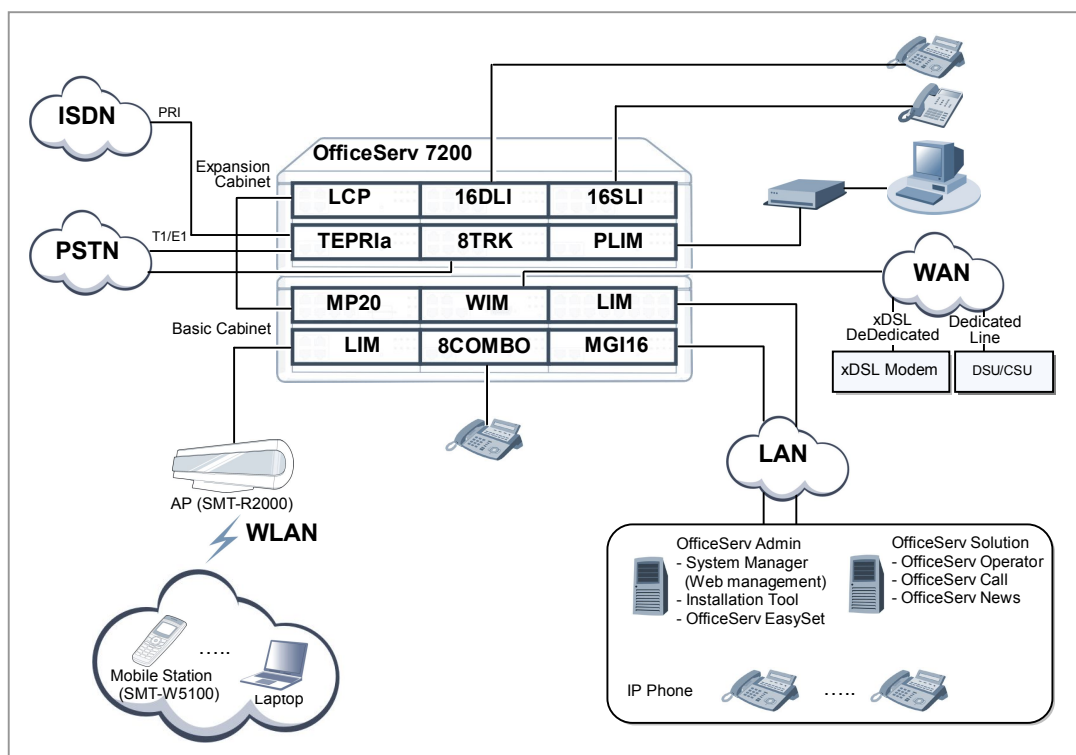 ISDN
PRI
OfficeServ 7200
Expansion
Cabinet
LCP
16DLI
16SLI
T1/E1
TEPRIa
8TRK
PLIM
PSTN
WAN
MP20
WIM
LIM
Basic Cabinet
LIM
8COMBO
MGI16
xDSL
DeDedicated
Dedicated
Line
xDSL Modem
DSU/CSU
LAN
AP (SMT-R2000)
WLAN
OfficeServ Admin
- System Manager
(Web management)
- Installation Tool
- OfficeServ EasySet
OfficeServ Solution
- OfficeServ Operator
- OfficeServ Call
- OfficeServ News
.....
Mobile Station
(SMT-W5100)
Laptop
IP Phone
.....